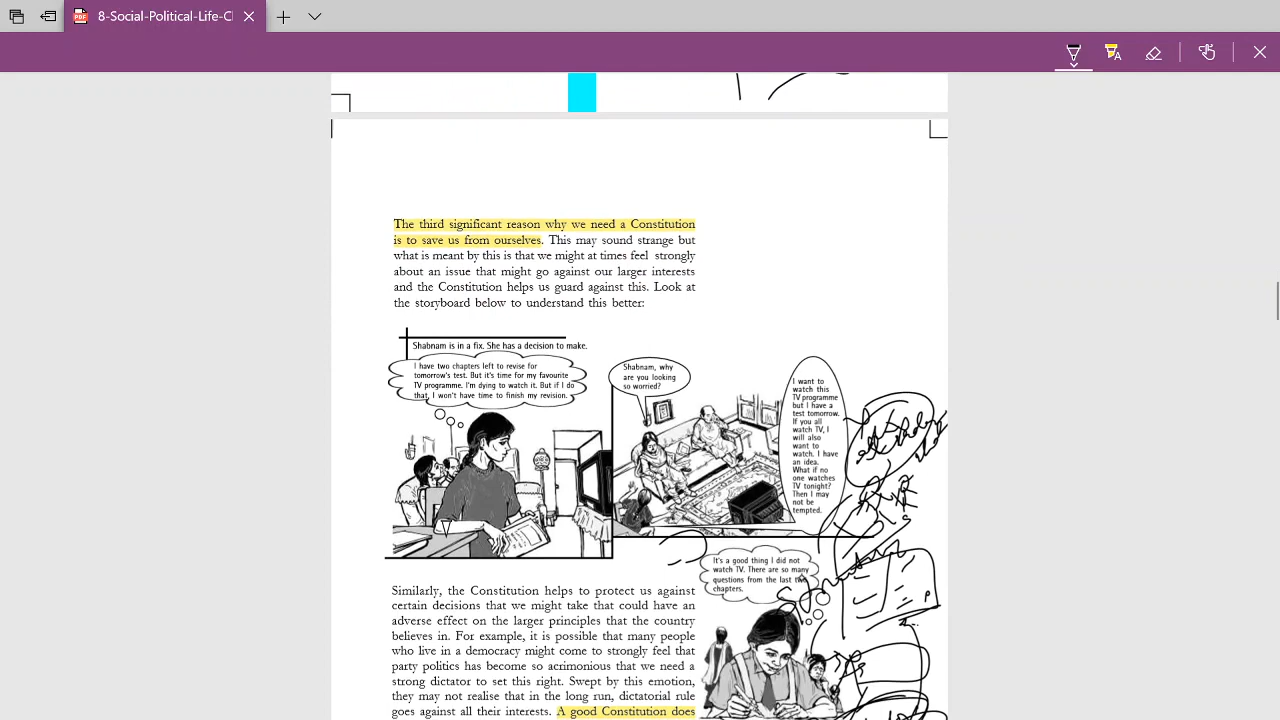 8-Social-Political-Life-Cl
The third significant reason why we need a Constitution
is to save us from ourselves. This may sound strange but
what is meant by this is that we might at times feel strongly
about an issue that might go against our larger interests
and the Constitution helps us guard against this. Look at
the storyboard below to understand this better:
Shabnam is in a fix. She has a decision to make.
I have two chapters left to revise for
tomorrow's test. But it's time for my favourite
TV programme. I'm dying to watch it. But if I do
that, I won't have time to finish my revision.
Shabnam, why
are you looking
so worried?
I want to
watch this
TV programme
but I have a
test tomorrow.
If you all
watch TV, I
will also
want to
watch. I have
an idea.
What if no
one watches
TV tonight?
Then I may
not be
tempted.
It's a good thing I did not
watch TV. There are so many
questions from the last two
chapters.
Similarly, the Constitution helps to protect us against
certain decisions that we might take that could have an
adverse effect on the larger principles that the country
believes in. For example, it is possible that many people
who live in a democracy might come to strongly feel that
party politics has become so acrimonious that we need a
strong dictator to set this right. Swept by this emotion,
they may not realise that in the long run, dictatorial rule
goes against all their interests. A good Constitution does